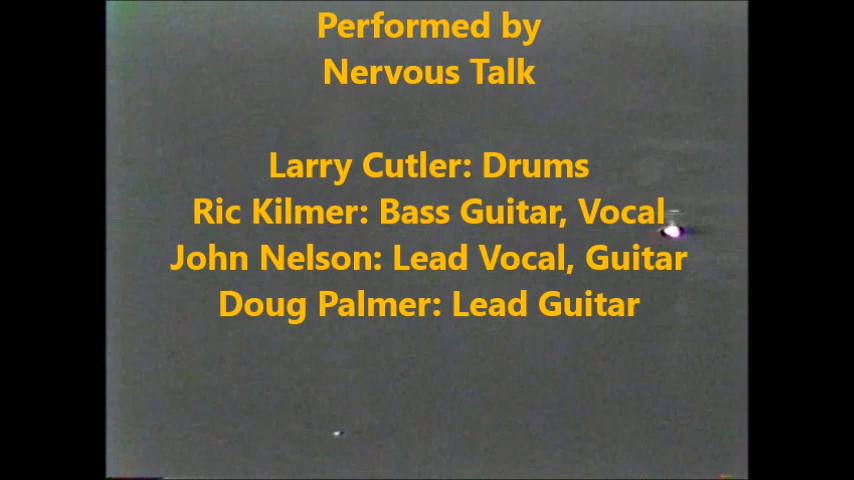 Performed by
Nervous Talk
Larry Cutler: Drums
Ric Kilmer: Bass Guitar, Vocal
John Nelson: Lead Vocal, Guitar
Doug Palmer: Lead Guitar